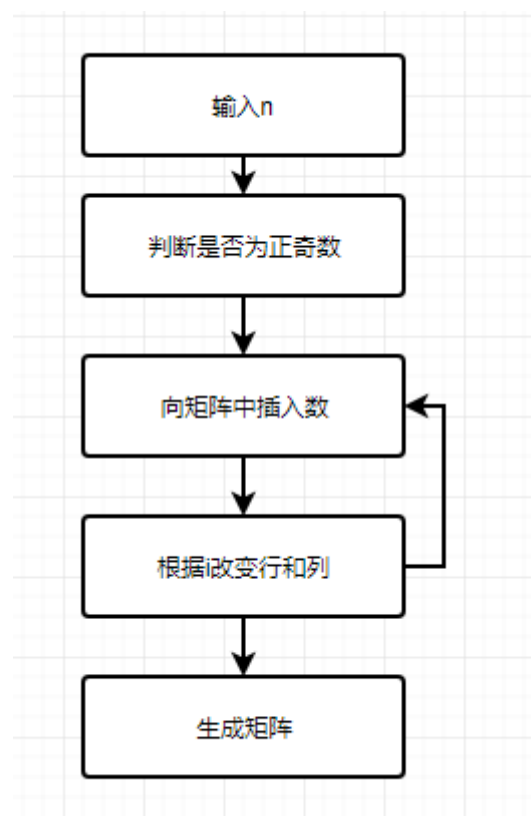 输入n
判断是否为正奇数
向矩阵中插入数
根据i改变行和列
生成矩阵